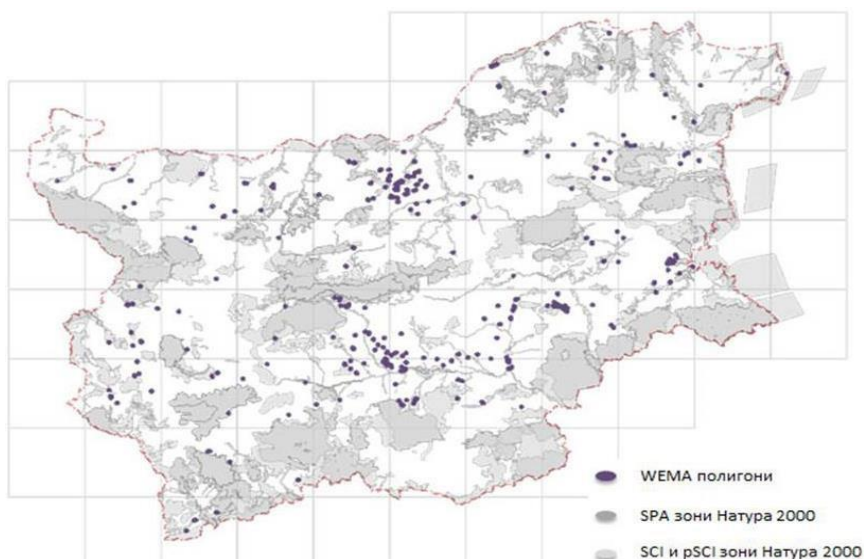 WEMA полигони
SPA зони Натура 2000
SCI и pSCI зони Натура 2000